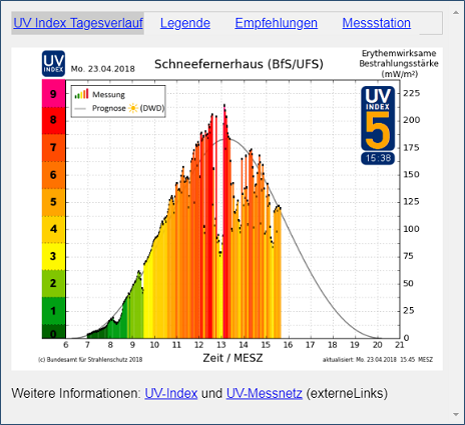 UV Index Tagesverlauf Legende Empfehlungen Messstation
UV INDEX Mo. 23.04.2018 Schneefernerhaus (BfS/UFS) Erythemwirksame
Bestrahlungsstärke
(mW/m²)
Messung
Prognose (DWD)
UV
INDEX
5
15:38
9
8
7
6
5
4
3
2
1
0
225
200
175
150
125
100
75
50
25
0
6 7 8 9 10 11 12 13 14 15 16 17 18 19 20 21
(c) Bundesamt für Strahlenschutz 2018 Zeit / MESZ aktualisiert: Mo. 23.04.2018 15:45 MESZ
Weitere Informationen: UV-Index und UV-Messnetz (externeLinks)